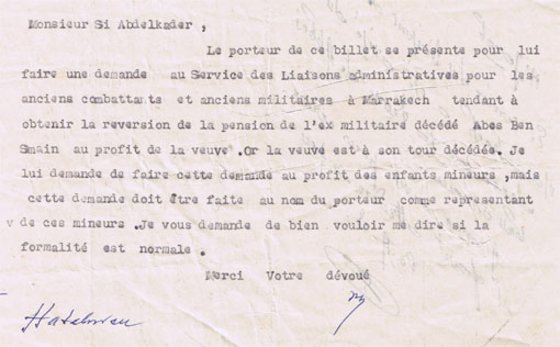 Monsieur Si Abdelkader ,
Le porteur de ce billet se présente pour lui
faire une demande au Service des Liaisons administratives pour les
anciens combattants et anciens militaires à Marrakech tendant à
obtenir la reversion de la pension de l'ex militaire décédé Abes Ben
Smain au profit de la veuve .Or la veuve est à son tour décédée. Je
lui demande de faire cette demande au profit des enfants mineurs ,mais
cette demande doit être faite au nom du porteur comme representant
v de ces mineurs .Je vous demande de bien vouloir me dire si la
formalité est normale .
Merci Votre dévoué